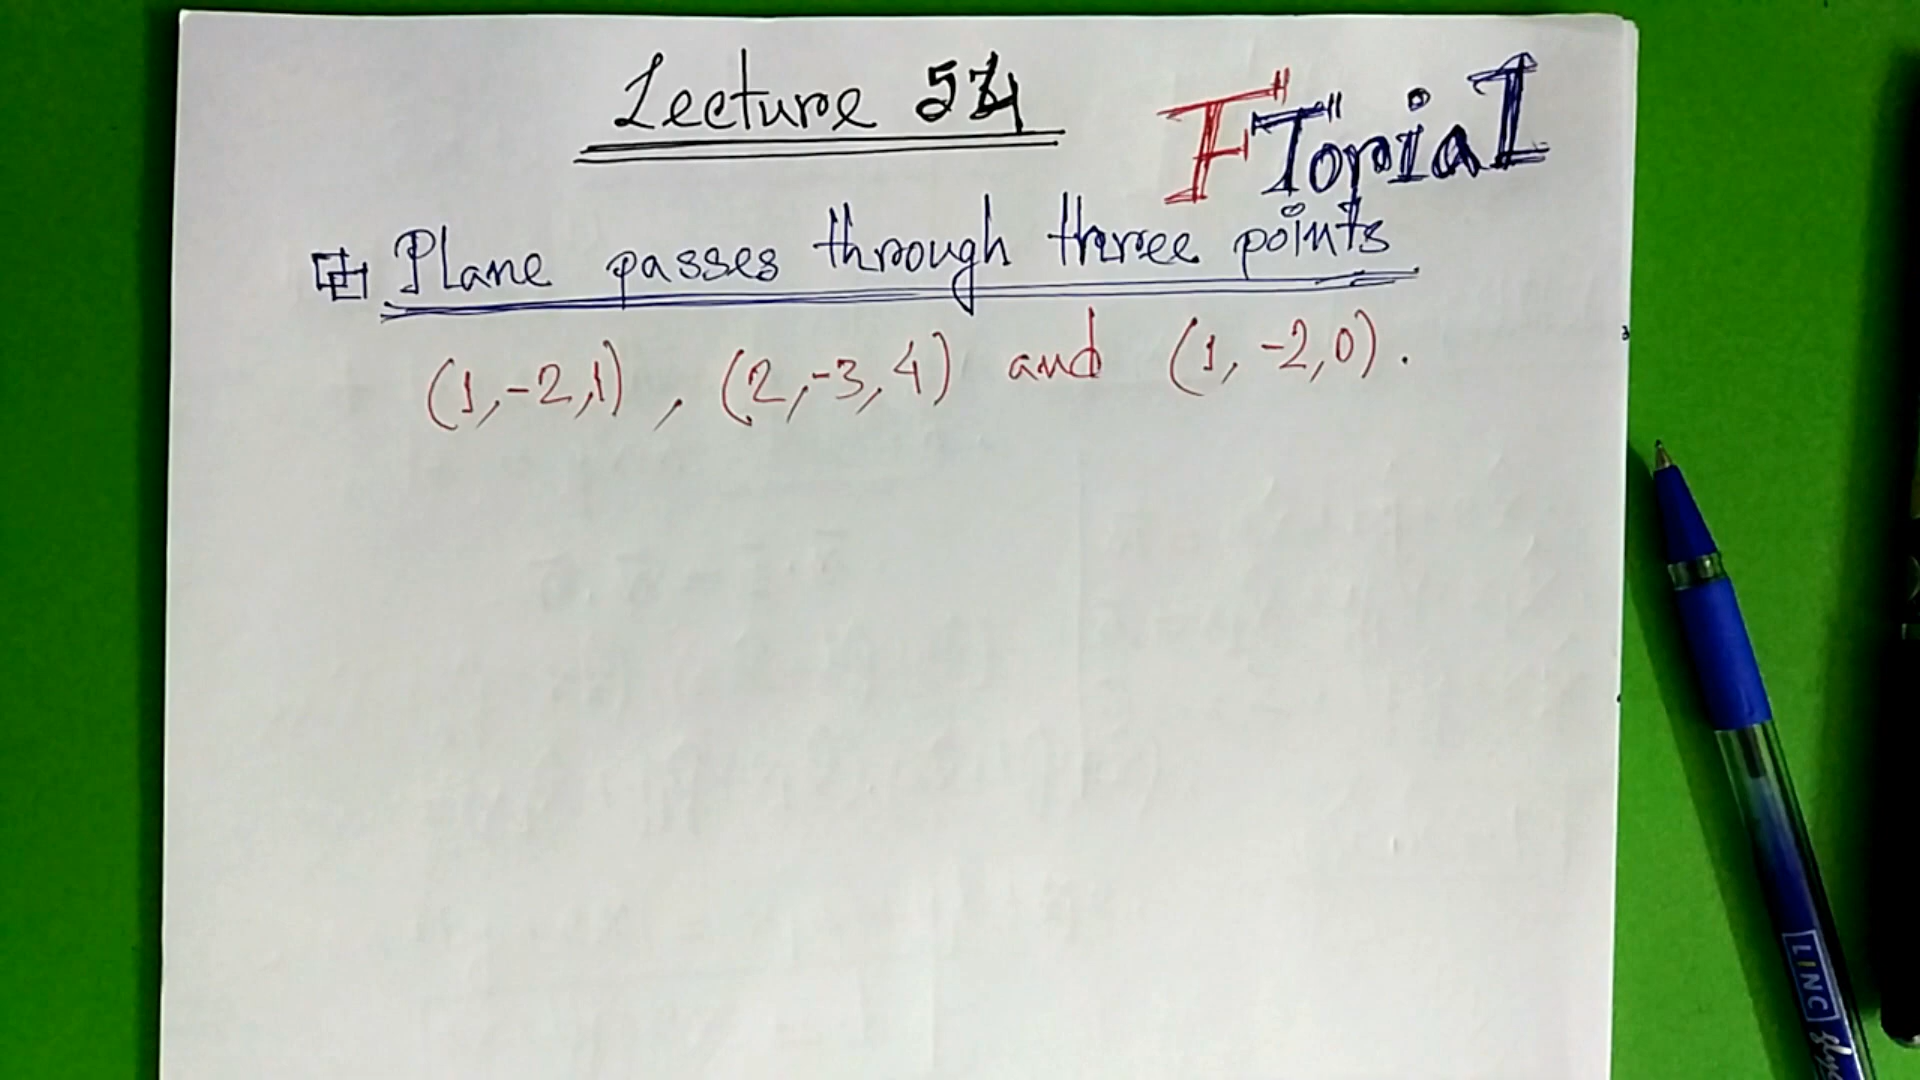 Lecture 54
FTorial
Plane passes through three points
(1,-2,1), (2,-3,4) and (1,-2,0).
LINC